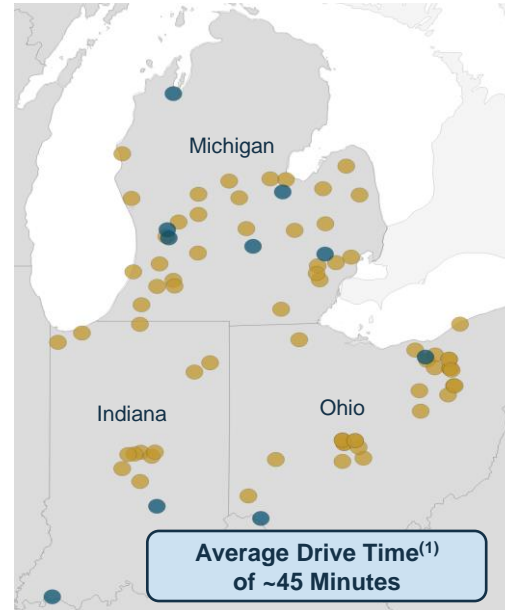 Michigan
Indiana
Ohio
Average Drive Time(1)
of ~45 Minutes